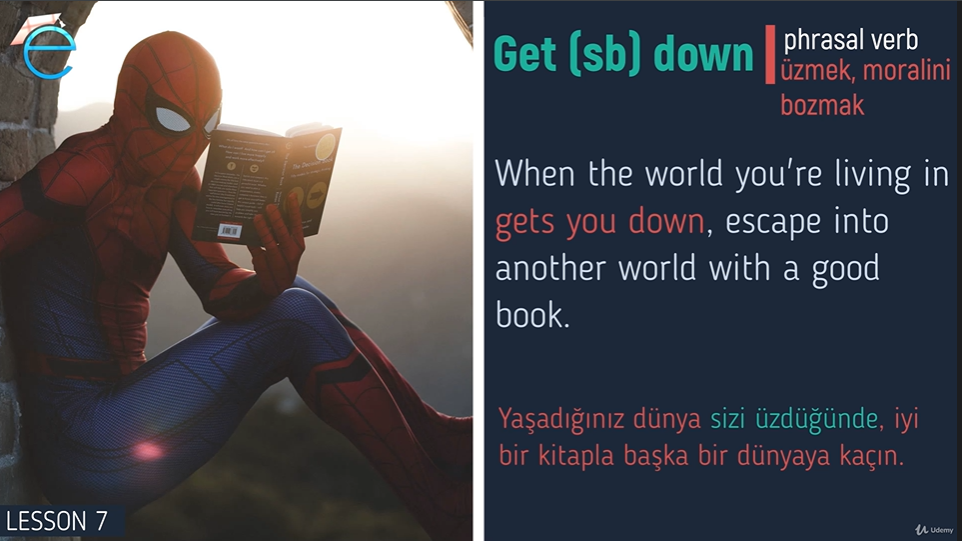 Get (sb) down
phrasal verb
üzmek, moralini
bozmak
When the world you're living in
gets you down, escape into
another world with a good
book.
Yaşadığınız dünya sizi üzdüğünde, iyi
bir kitapla başka bir dünyaya kaçın.
LESSON 7
Udemy